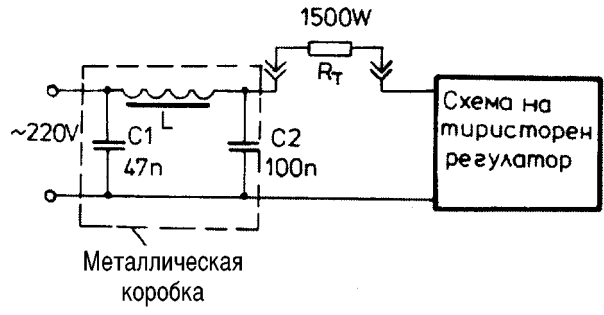 1500W
R_T
Схема на
тиристорен
регулатор
~220V
C1
47n
L
C2
100n
Металлическая
коробка